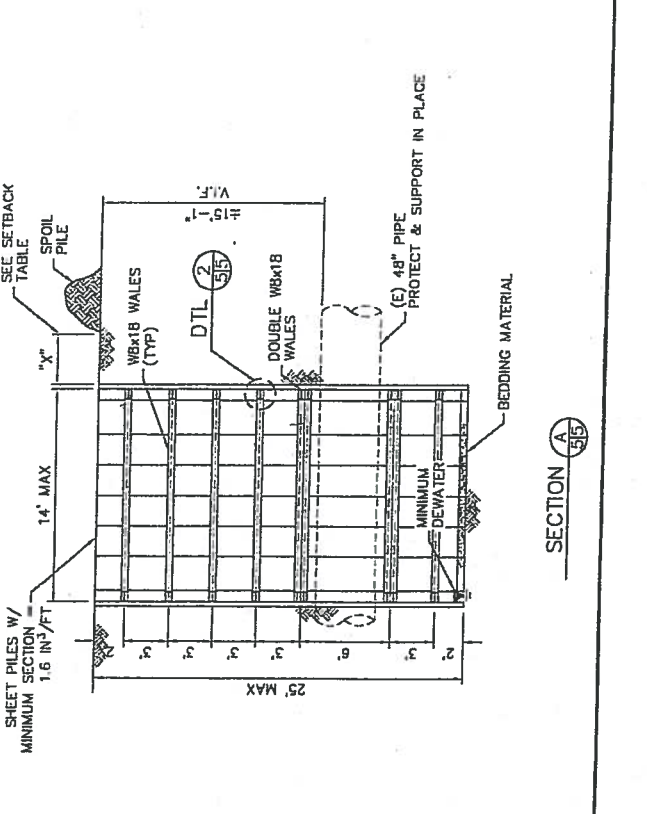 SEE SETBACK
TABLE
SPOIL
PILE
"X"
14' MAX
SHEET PILES W/
MINIMUM SECTION =
1.6 IN³/FT
W8x18 WALES
(TYP)
DTL 2
5|5
DOUBLE W8x18
WALES
±15'-1"
V.I.F.
(E) 48" PIPE
PROTECT & SUPPORT IN PLACE
MINIMUM
DEWATER
BEDDING MATERIAL
2'
3'
3'
3'
3'
6'
3'
2'
25' MAX
SECTION A
5|5